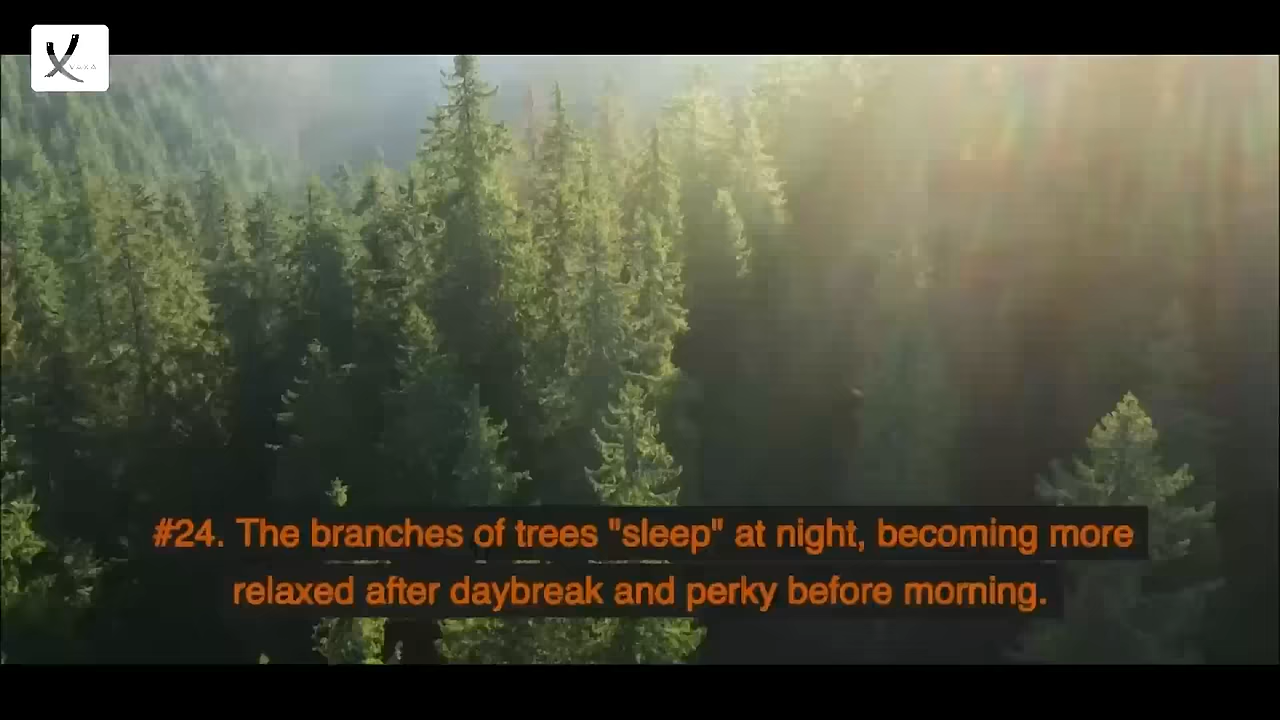 #24. The branches of trees "sleep" at night, becoming more
relaxed after daybreak and perky before morning.